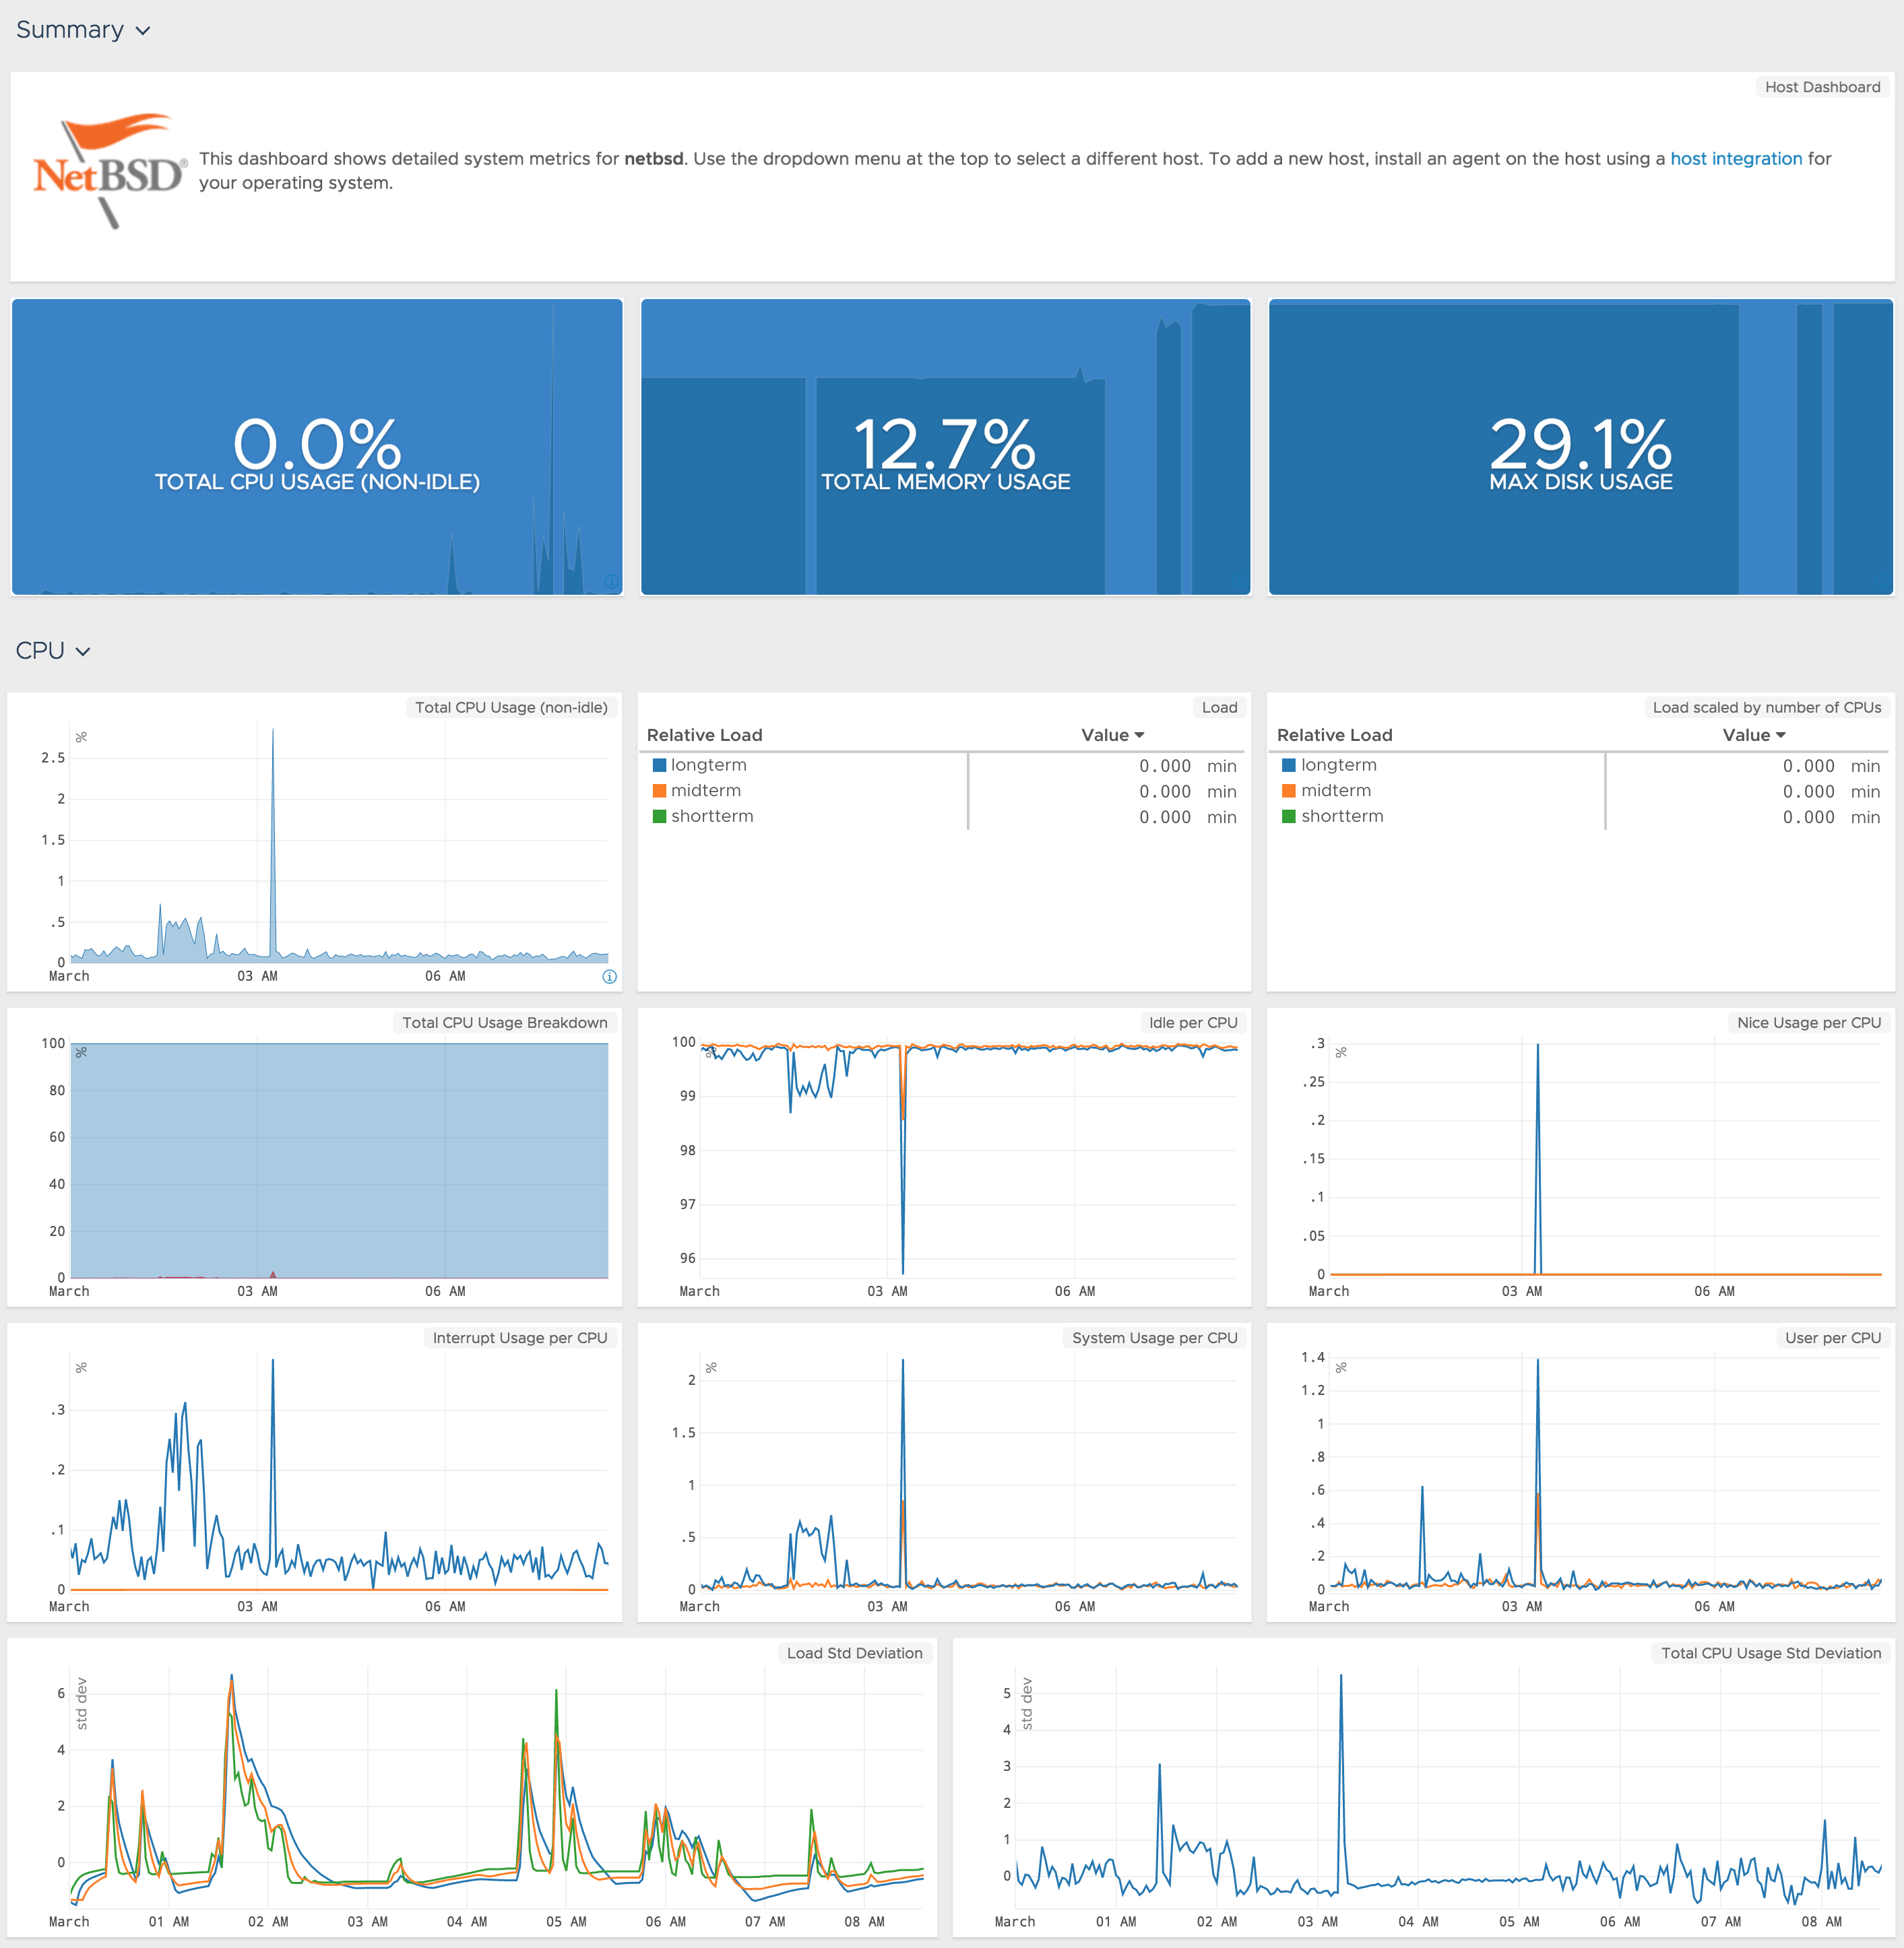 Summary
Host Dashboard
NetBSD®
This dashboard shows detailed system metrics for netbsd. Use the dropdown menu at the top to select a different host. To add a new host, install an agent on the host using a host integration for
your operating system.
0.0%
TOTAL CPU USAGE (NON-IDLE)
12.7%
TOTAL MEMORY USAGE
29.1%
MAX DISK USAGE
CPU
Total CPU Usage (non-idle)
%
2.5
2
1.5
1
.5
0
March 03 AM 06 AM
Load
Relative Load Value
longterm 0.000 min
midterm 0.000 min
shortterm 0.000 min
Load scaled by number of CPUs
Relative Load Value
longterm 0.000 min
midterm 0.000 min
shortterm 0.000 min
Total CPU Usage Breakdown
%
100
80
60
40
20
0
March 03 AM 06 AM
Idle per CPU
%
100
99
98
97
96
March 03 AM 06 AM
Nice Usage per CPU
%
.3
.25
.2
.15
.1
.05
0
March 03 AM 06 AM
Interrupt Usage per CPU
%
.3
.2
.1
0
March 03 AM 06 AM
System Usage per CPU
%
2
1.5
1
.5
0
March 03 AM 06 AM
User per CPU
%
1.4
1.2
1
.8
.6
.4
.2
0
March 03 AM 06 AM
Load Std Deviation
std dev
6
4
2
0
March 01 AM 02 AM 03 AM 04 AM 05 AM 06 AM 07 AM 08 AM
Total CPU Usage Std Deviation
std dev
5
4
3
2
1
0
March 01 AM 02 AM 03 AM 04 AM 05 AM 06 AM 07 AM 08 AM